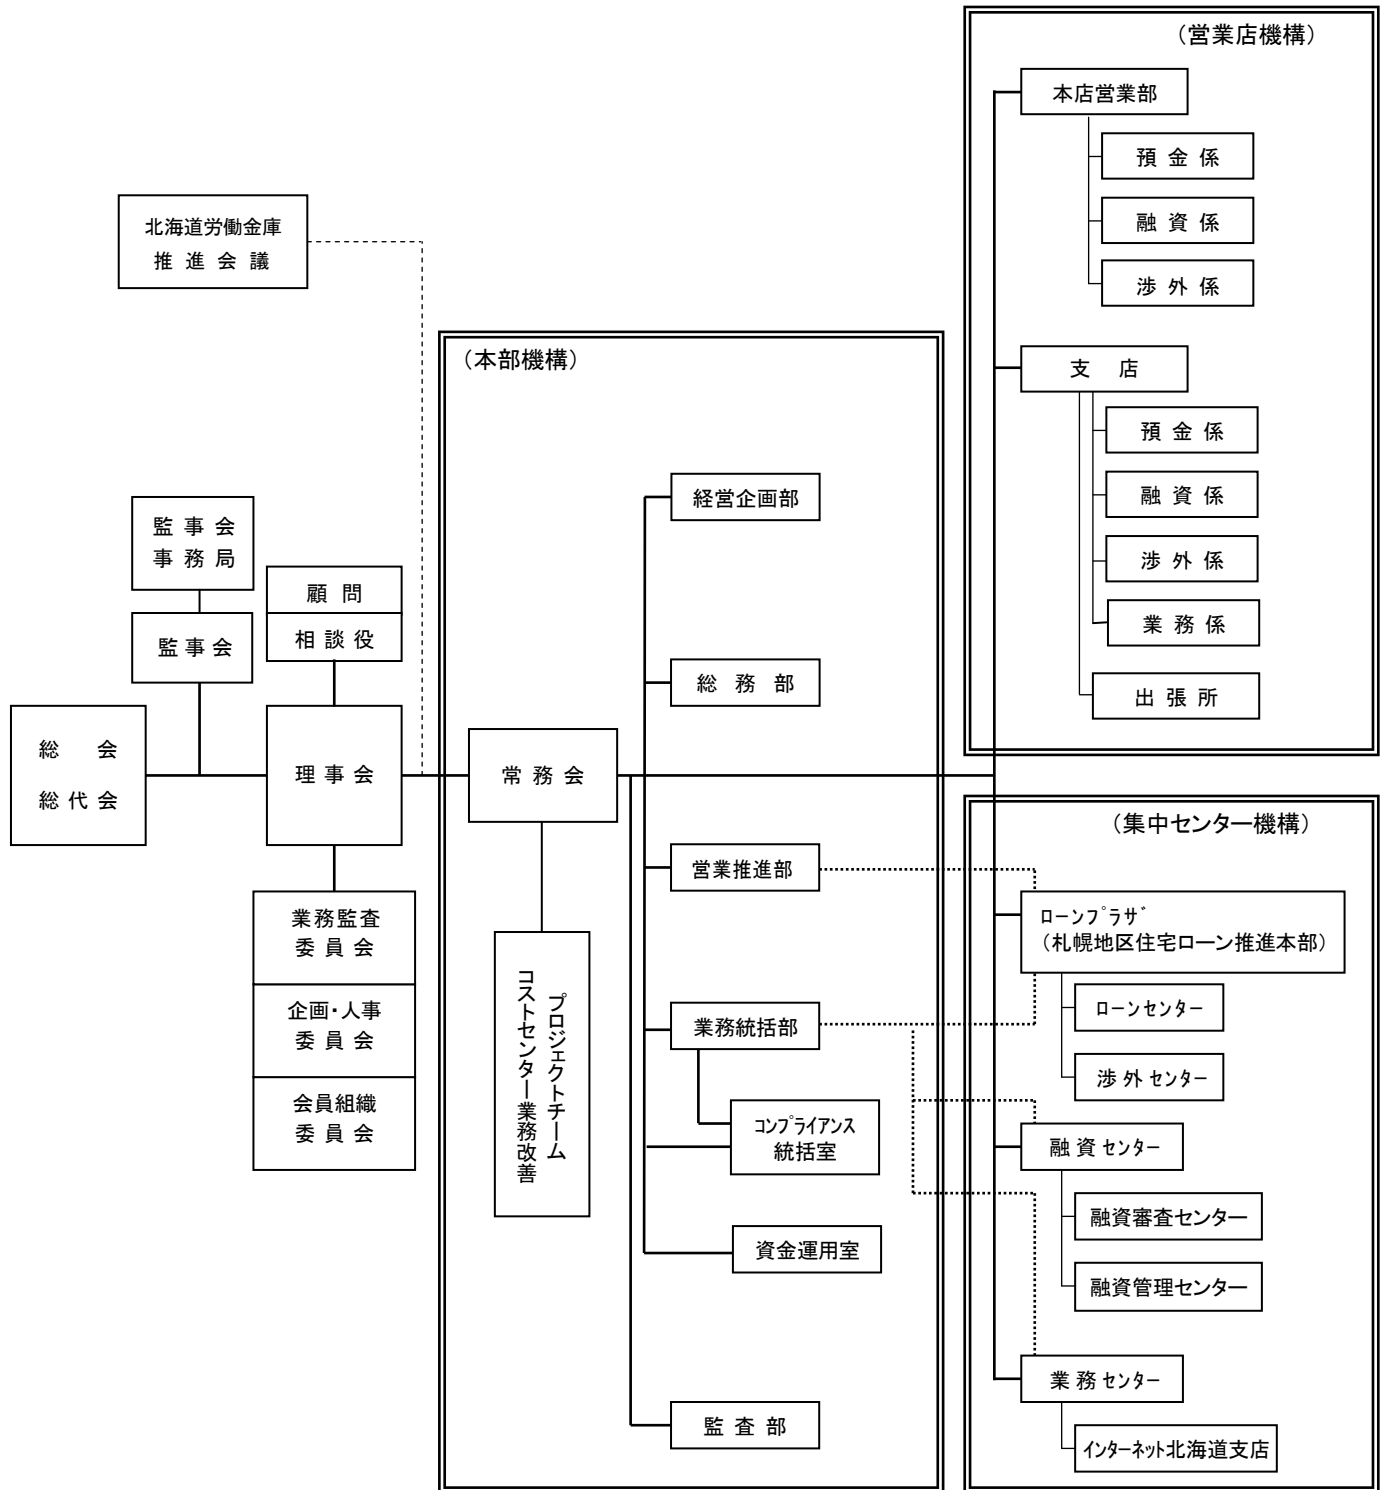 北海道労働金庫
推進会議
監事会
事務局
監事会
顧問
相談役
総会
総代会
理事会
業務監査
委員会
企画・人事
委員会
会員組織
委員会
（本部機構）
常務会
プロジェクトチーム
コストセンター業務改善
経営企画部
総務部
営業推進部
業務統括部
コンプライアンス
統括室
資金運用室
監査部
（営業店機構）
本店営業部
預金係
融資係
渉外係
支店
預金係
融資係
渉外係
業務係
出張所
（集中センター機構）
ローンプラザ
（札幌地区住宅ローン推進本部）
ローンセンター
渉外センター
融資センター
融資審査センター
融資管理センター
業務センター
インターネット北海道支店